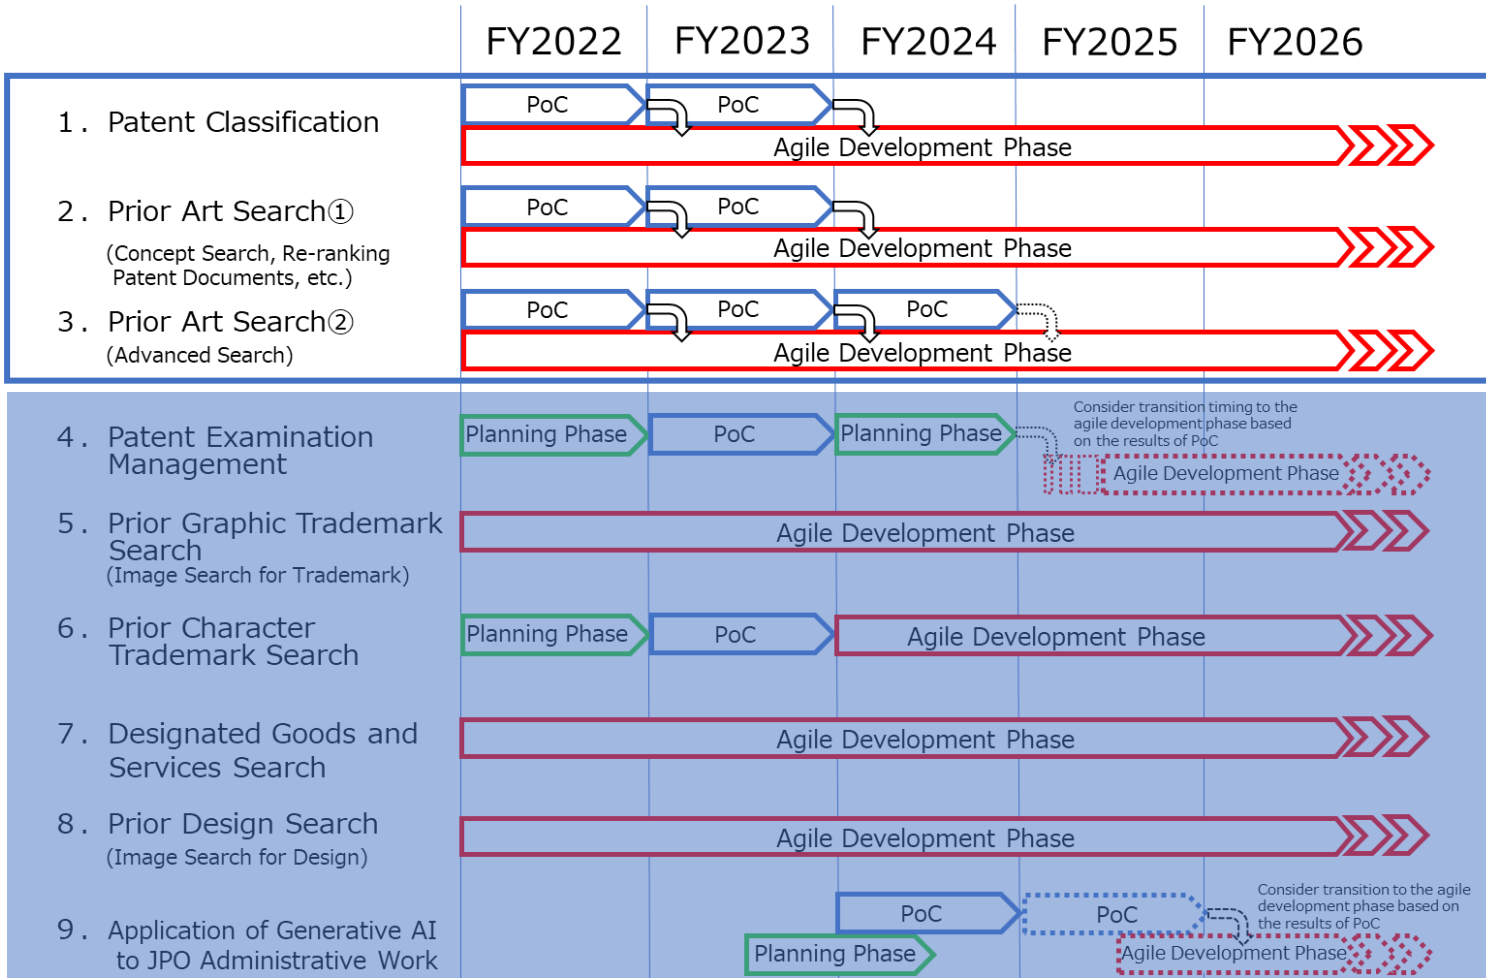 FY2022 FY2023 FY2024 FY2025 FY2026
1. Patent Classification
PoC PoC
Agile Development Phase
2. Prior Art Search①
(Concept Search, Re-ranking
Patent Documents, etc.)
PoC PoC
Agile Development Phase
3. Prior Art Search②
(Advanced Search)
PoC PoC PoC
Agile Development Phase
4. Patent Examination
Management
Planning Phase PoC Planning Phase
Consider transition timing to the
agile development phase based
on the results of PoC
Agile Development Phase
5. Prior Graphic Trademark
Search
(Image Search for Trademark)
Agile Development Phase
6. Prior Character
Trademark Search
Planning Phase PoC Agile Development Phase
7. Designated Goods and
Services Search
Agile Development Phase
8. Prior Design Search
(Image Search for Design)
Agile Development Phase
9. Application of Generative AI
to JPO Administrative Work
PoC PoC
Planning Phase
Consider transition to the agile
development phase based on
the results of PoC
Agile Development Phase